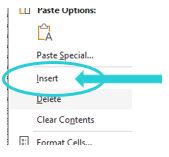 Paste Options:
Paste Special...
Insert
Delete
Clear Contents
Format Cells...